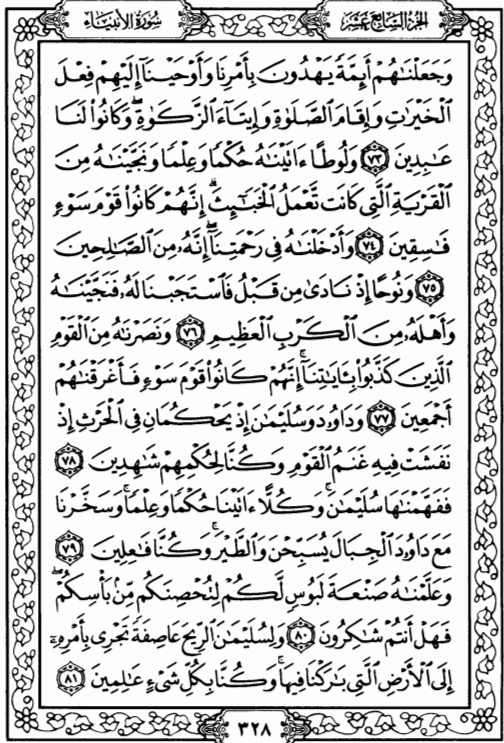 الجزء السابع عشر
سورة الأنبياء
وَجَعَلْنَٰهُمْ أَئِمَّةً يَهْدُونَ بِأَمْرِنَا وَأَوْحَيْنَآ إِلَيْهِمْ فِعْلَ
ٱلْخَيْرَٰتِ وَإِقَامَ ٱلصَّلَوٰةِ وَإِيتَآءَ ٱلزَّكَوٰةِ ۖ وَكَانُوا۟ لَنَا
عَٰبِدِينَ ٧٣ وَلُوطًا ءَاتَيْنَٰهُ حُكْمًا وَعِلْمًا وَنَجَّيْنَٰهُ مِنَ
ٱلْقَرْيَةِ ٱلَّتِى كَانَت تَّعْمَلُ ٱلْخَبَٰٓئِثَ ۗ إِنَّهُمْ كَانُوا۟ قَوْمَ سَوْءٍ
فَٰسِقِينَ ٧٤ وَأَدْخَلْنَٰهُ فِى رَحْمَتِنَآ ۖ إِنَّهُۥ مِنَ ٱلصَّٰلِحِينَ
٧٥ وَنُوحًا إِذْ نَادَىٰ مِن قَبْلُ فَٱسْتَجَبْنَا لَهُۥ فَنَجَّيْنَٰهُ
وَأَهْلَهُۥ مِنَ ٱلْكَرْبِ ٱلْعَظِيمِ ٧٦ وَنَصَرْنَٰهُ مِنَ ٱلْقَوْمِ
ٱلَّذِينَ كَذَّبُوا۟ بِـَٔايَٰتِنَآ ۚ إِنَّهُمْ كَانُوا۟ قَوْمَ سَوْءٍ فَأَغْرَقْنَٰهُمْ
أَجْمَعِينَ ٧٧ وَدَاوُۥدَ وَسُلَيْمَٰنَ إِذْ يَحْكُمَانِ فِى ٱلْحَرْثِ إِذْ
نَفَشَتْ فِيهِ غَنَمُ ٱلْقَوْمِ وَكُنَّا لِحُكْمِهِمْ شَٰهِدِينَ ٧٨
فَفَهَّمْنَٰهَا سُلَيْمَٰنَ ۚ وَكُلًّا ءَاتَيْنَا حُكْمًا وَعِلْمًا ۚ وَسَخَّرْنَا
مَعَ دَاوُۥدَ ٱلْجِبَالَ يُسَبِّحْنَ وَٱلطَّيْرَ ۚ وَكُنَّا فَٰعِلِينَ ٧٩
وَعَلَّمْنَٰهُ صَنْعَةَ لَبُوسٍ لَّكُمْ لِتُحْصِنَكُم مِّنۢ بَأْسِكُمْ ۖ
فَهَلْ أَنتُمْ شَٰكِرُونَ ٨٠ وَلِسُلَيْمَٰنَ ٱلرِّيحَ عَاصِفَةً تَجْرِى بِأَمْرِهِۦٓ
إِلَى ٱلْأَرْضِ ٱلَّتِى بَٰرَكْنَا فِيهَا ۚ وَكُنَّا بِكُلِّ شَىْءٍ عَٰلِمِينَ ٨١
٣٢٨